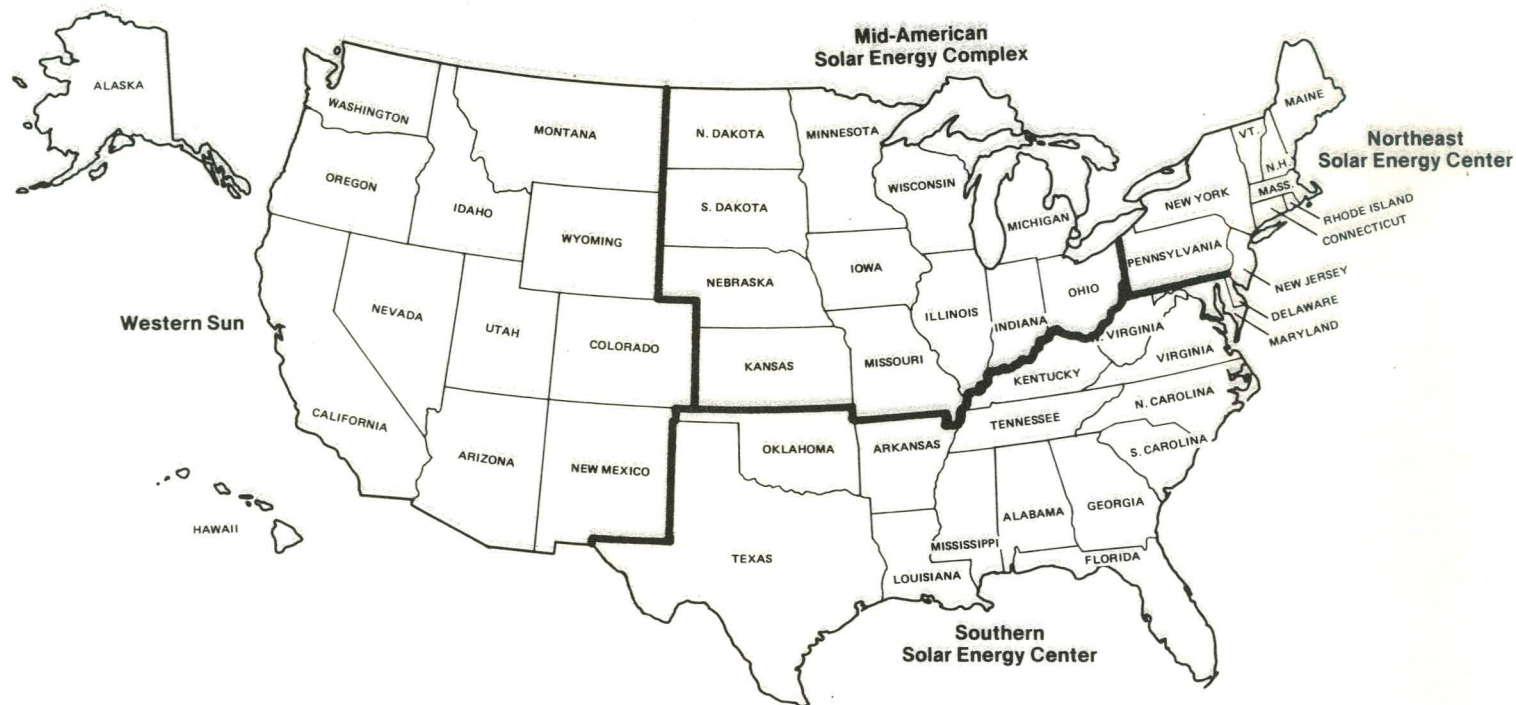 Mid-American
Solar Energy Complex
Northeast
Solar Energy Center
Western Sun
Southern
Solar Energy Center
ALASKA
HAWAII
WASHINGTON
OREGON
CALIFORNIA
NEVADA
IDAHO
MONTANA
WYOMING
UTAH
COLORADO
ARIZONA
NEW MEXICO
N. DAKOTA
S. DAKOTA
NEBRASKA
KANSAS
MINNESOTA
IOWA
MISSOURI
WISCONSIN
ILLINOIS
MICHIGAN
INDIANA
OHIO
OKLAHOMA
TEXAS
ARKANSAS
LOUISIANA
MISSISSIPPI
ALABAMA
TENNESSEE
KENTUCKY
W. VIRGINIA
VIRGINIA
N. CAROLINA
S. CAROLINA
GEORGIA
FLORIDA
MAINE
VT.
N.H.
MASS.
NEW YORK
RHODE ISLAND
CONNECTICUT
PENNSYLVANIA
NEW JERSEY
DELAWARE
MARYLAND